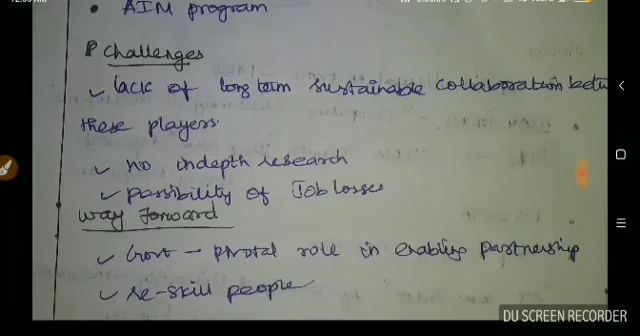 • AIM program
Challenges
✓ lack of long term sustainable collaboration betw
these players.
✓ no indepth research
✓ possibility of Job losses
Way Forward
✓ Govt - pivotal role in enabling partnership
✓ re-skill people
DU SCREEN RECORDER